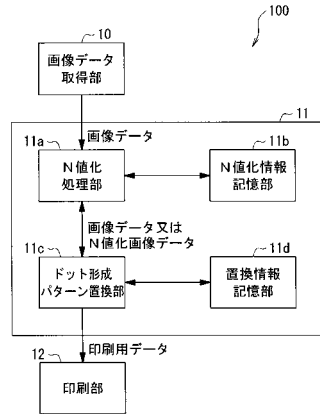 100
10
画像データ
取得部
11
画像データ
11a
N値化
処理部
11b
N値化情報
記憶部
画像データ又は
N値化画像データ
11c
ドット形成
パターン置換部
11d
置換情報
記憶部
印刷用データ
12
印刷部